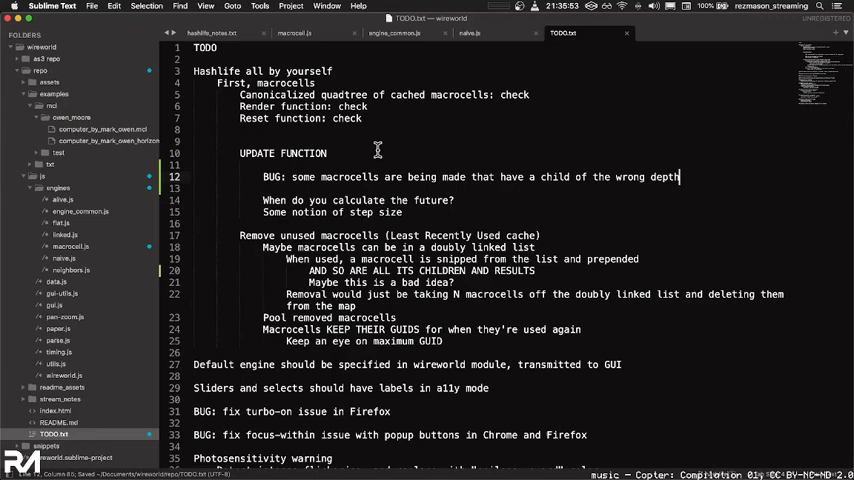 Sublime Text File Edit Selection Find View Goto Tools Project Window Help 100% 21:35:53 rezmason_streaming
TODO.txt — wireworld
UNREGISTERED
FOLDERS
wireworld
as3 repo
repo
assets
examples
mcl
owen_moore
computer_by_mark_owen.mcl
computer_by_mark_owen_horizon
test
txt
js
engines
alive.js
engine_common.js
flat.js
linked.js
macrocell.js
naive.js
neighbors.js
data.js
gui-utils.js
gui.js
pan-zoom.js
paper.js
parse.js
timing.js
utils.js
wireworld.js
readme_assets
stream_notes
index.html
README.md
TODO.txt
snippets
wireworld.sublime-project
hashlife_notes.txt
macrocell.js
engine_common.js
naive.js
TODO.txt
1 TODO
2
3 Hashlife all by yourself
4 First, macrocells
5 Canonicalized quadtree of cached macrocells: check
6 Render function: check
7 Reset function: check
8
9
10 UPDATE FUNCTION
11
12 BUG: some macrocells are being made that have a child of the wrong depth
13
14 When do you calculate the future?
15 Some notion of step size
16
17 Remove unused macrocells (Least Recently Used cache)
18 Maybe macrocells can be in a doubly linked list
19 When used, a macrocell is snipped from the list and prepended
20 AND SO ARE ALL ITS CHILDREN AND RESULTS
21 Maybe this is a bad idea?
22 Removal would just be taking N macrocells off the doubly linked list and deleting them
from the map
23 Pool removed macrocells
24 Macrocells KEEP THEIR GUIDS for when they're used again
25 Keep an eye on maximum GUID
26
27 Default engine should be specified in wireworld module, transmitted to GUI
28
29 Sliders and selects should have labels in a11y mode
30
31 BUG: fix turbo-on issue in Firefox
32
33 BUG: fix focus-within issue with popup buttons in Chrome and Firefox
34
35 Photosensitivity warning
Line 12, Column 85; Saved ~/Documents/wireworld/repo/TODO.txt (UTF-8)
music - Copter: Compilation 01, CC BY-NC-ND 2.0